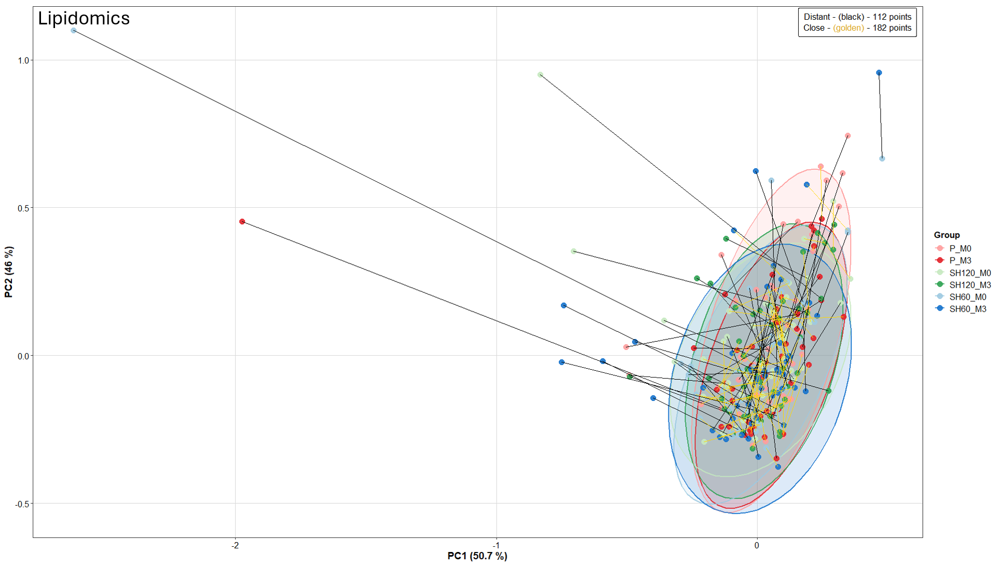 Lipidomics
Distant - (black) - 112 points
Close - (golden) - 182 points
1.0
0.5
0.0
-0.5
PC2 (46 %)
-2
-1
0
PC1 (50.7 %)
Group
P_M0
P_M3
SH120_M0
SH120_M3
SH60_M0
SH60_M3